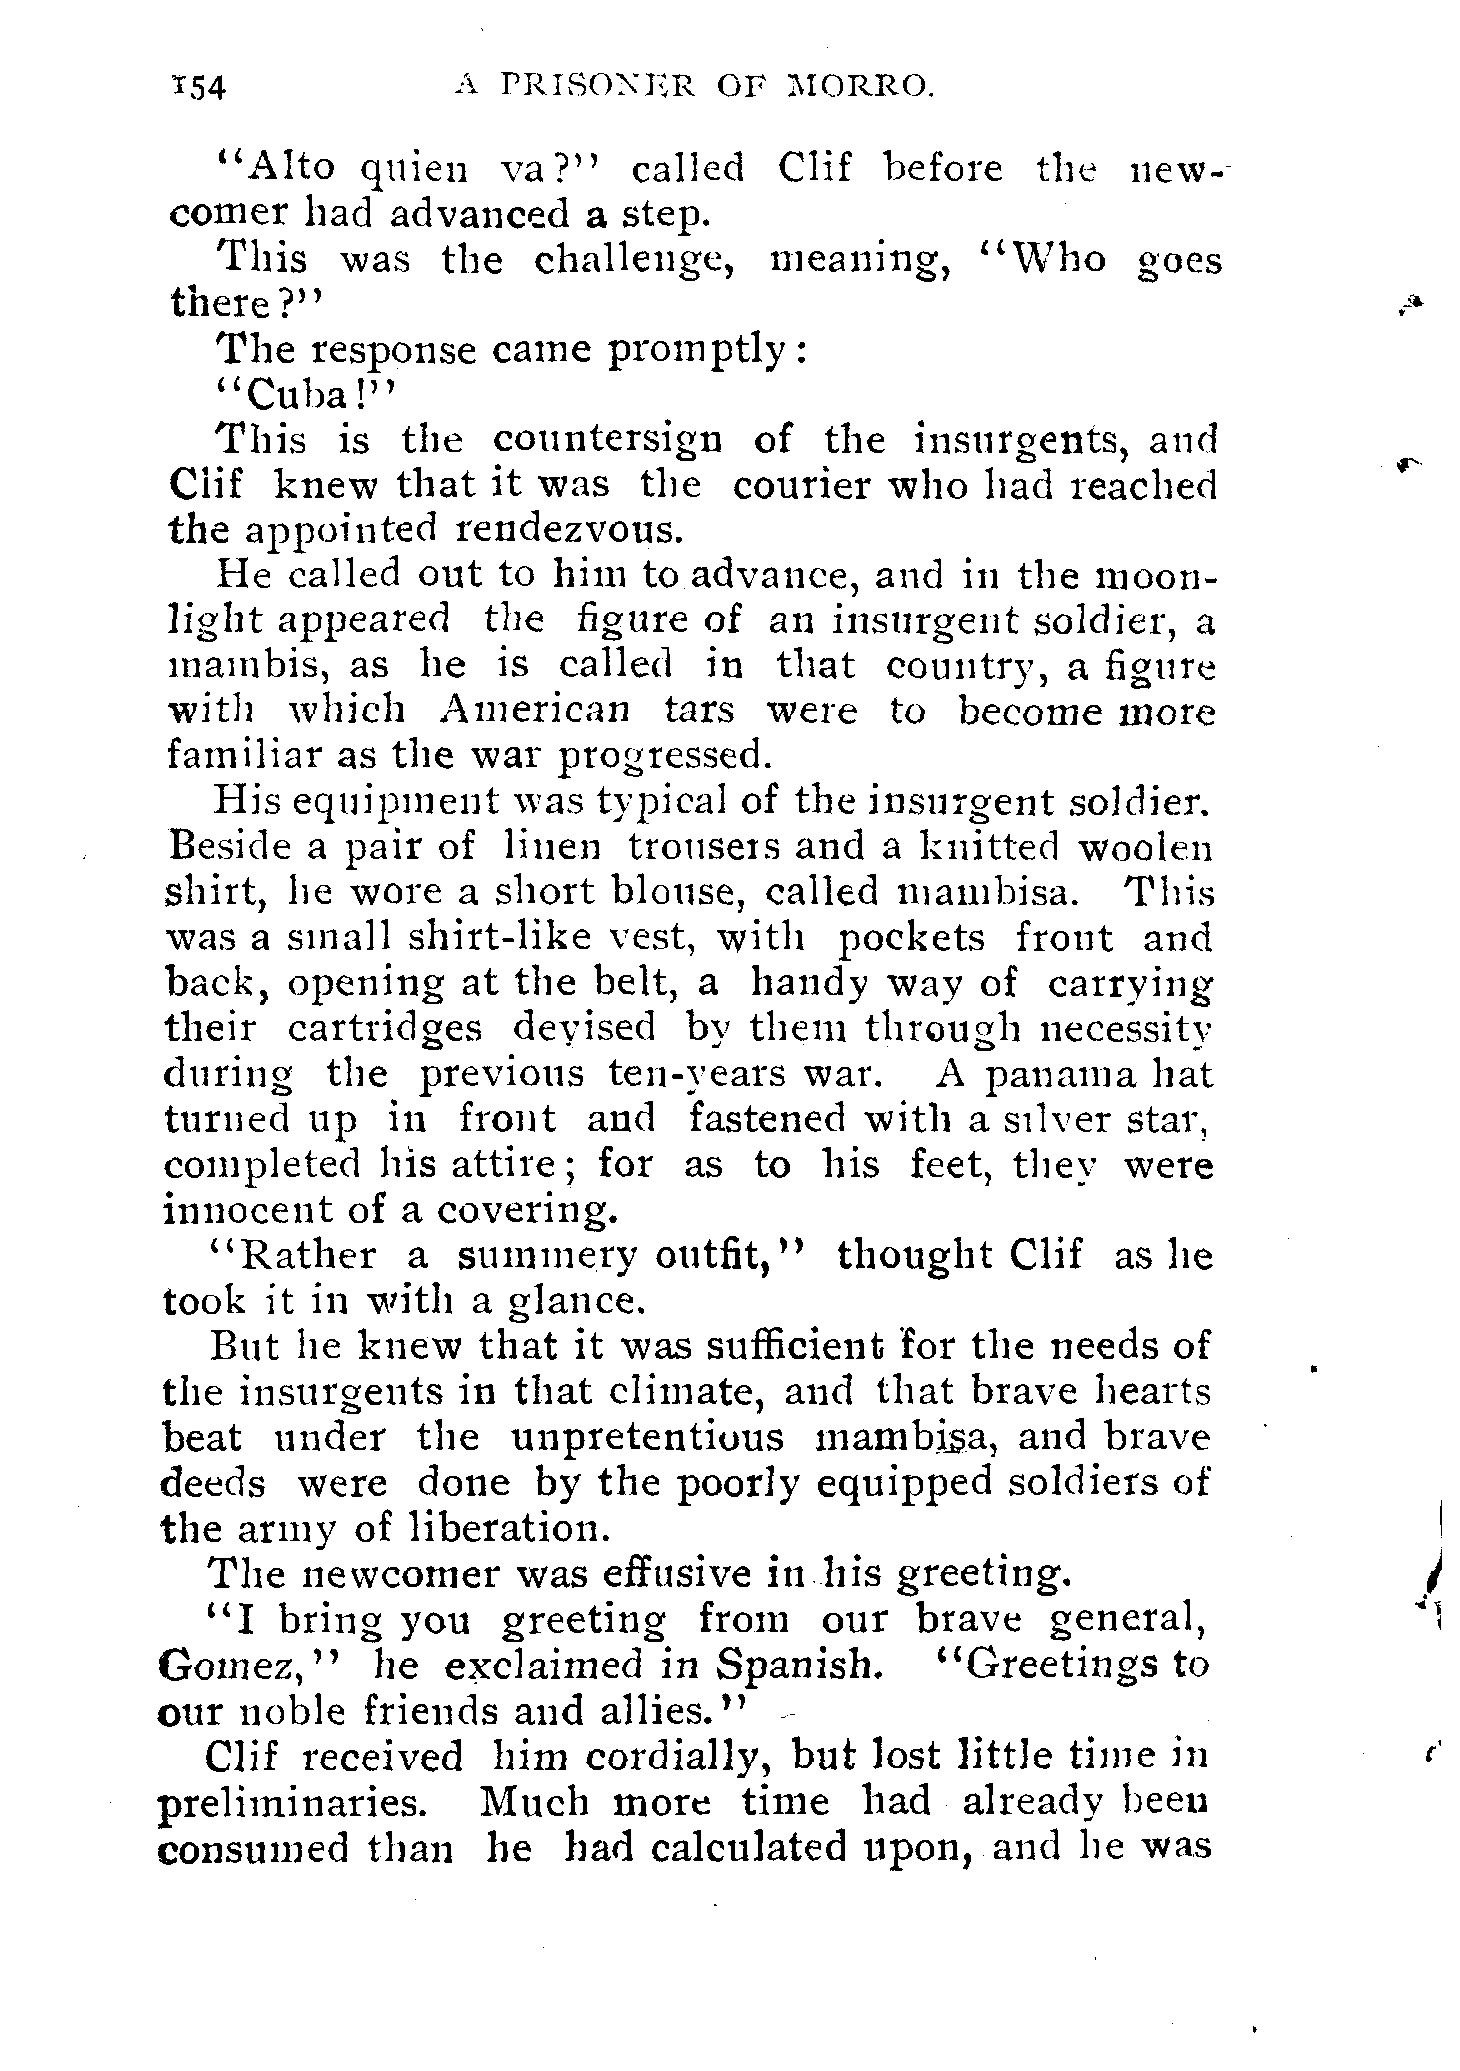 154 A PRISONER OF MORRO.
"Alto quien va?" called Clif before the new-
comer had advanced a step.
This was the challenge, meaning, "Who goes
there?"
The response came promptly:
"Cuba!"
This is the countersign of the insurgents, and
Clif knew that it was the courier who had reached
the appointed rendezvous.
He called out to him to advance, and in the moon-
light appeared the figure of an insurgent soldier, a
mambis, as he is called in that country, a figure
with which American tars were to become more
familiar as the war progressed.
His equipment was typical of the insurgent soldier.
Beside a pair of linen trousers and a knitted woolen
shirt, he wore a short blouse, called mambisa. This
was a small shirt-like vest, with pockets front and
back, opening at the belt, a handy way of carrying
their cartridges devised by them through necessity
during the previous ten-years war. A panama hat
turned up in front and fastened with a silver star,
completed his attire; for as to his feet, they were
innocent of a covering.
"Rather a summery outfit," thought Clif as he
took it in with a glance.
But he knew that it was sufficient for the needs of
the insurgents in that climate, and that brave hearts
beat under the unpretentious mambisa, and brave
deeds were done by the poorly equipped soldiers of
the army of liberation.
The newcomer was effusive in his greeting.
"I bring you greeting from our brave general,
Gomez," he exclaimed in Spanish. "Greetings to
our noble friends and allies."
Clif received him cordially, but lost little time in
preliminaries. Much more time had already been
consumed than he had calculated upon, and he was